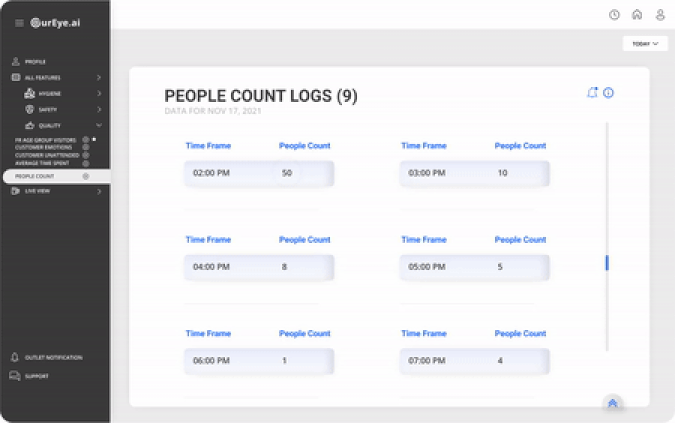 OurEye.ai
TODAY
PROFILE
ALL FEATURES
HYGIENE
SAFETY
QUALITY
FR AGE GROUP VISITORS
CUSTOMER EMOTIONS
CUSTOMER UNATTENDED
AVERAGE TIME SPENT
PEOPLE COUNT
LIVE VIEW
OUTLET NOTIFICATION
SUPPORT
PEOPLE COUNT LOGS (9)
DATA FOR NOV 17, 2021
Time Frame People Count Time Frame People Count
02:00 PM 50 03:00 PM 10
Time Frame People Count Time Frame People Count
04:00 PM 8 05:00 PM 5
Time Frame People Count Time Frame People Count
06:00 PM 1 07:00 PM 4